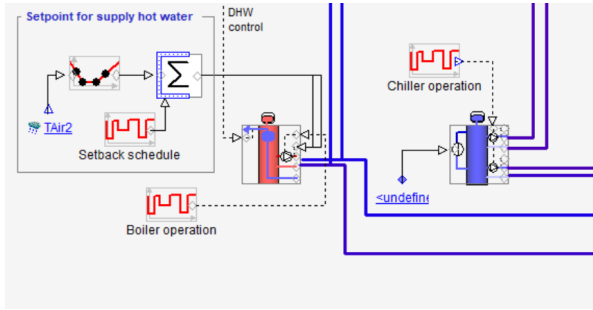 Setpoint for supply hot water
DHW
control
TAir2
Setback schedule
Boiler operation
Chiller operation
<undefine